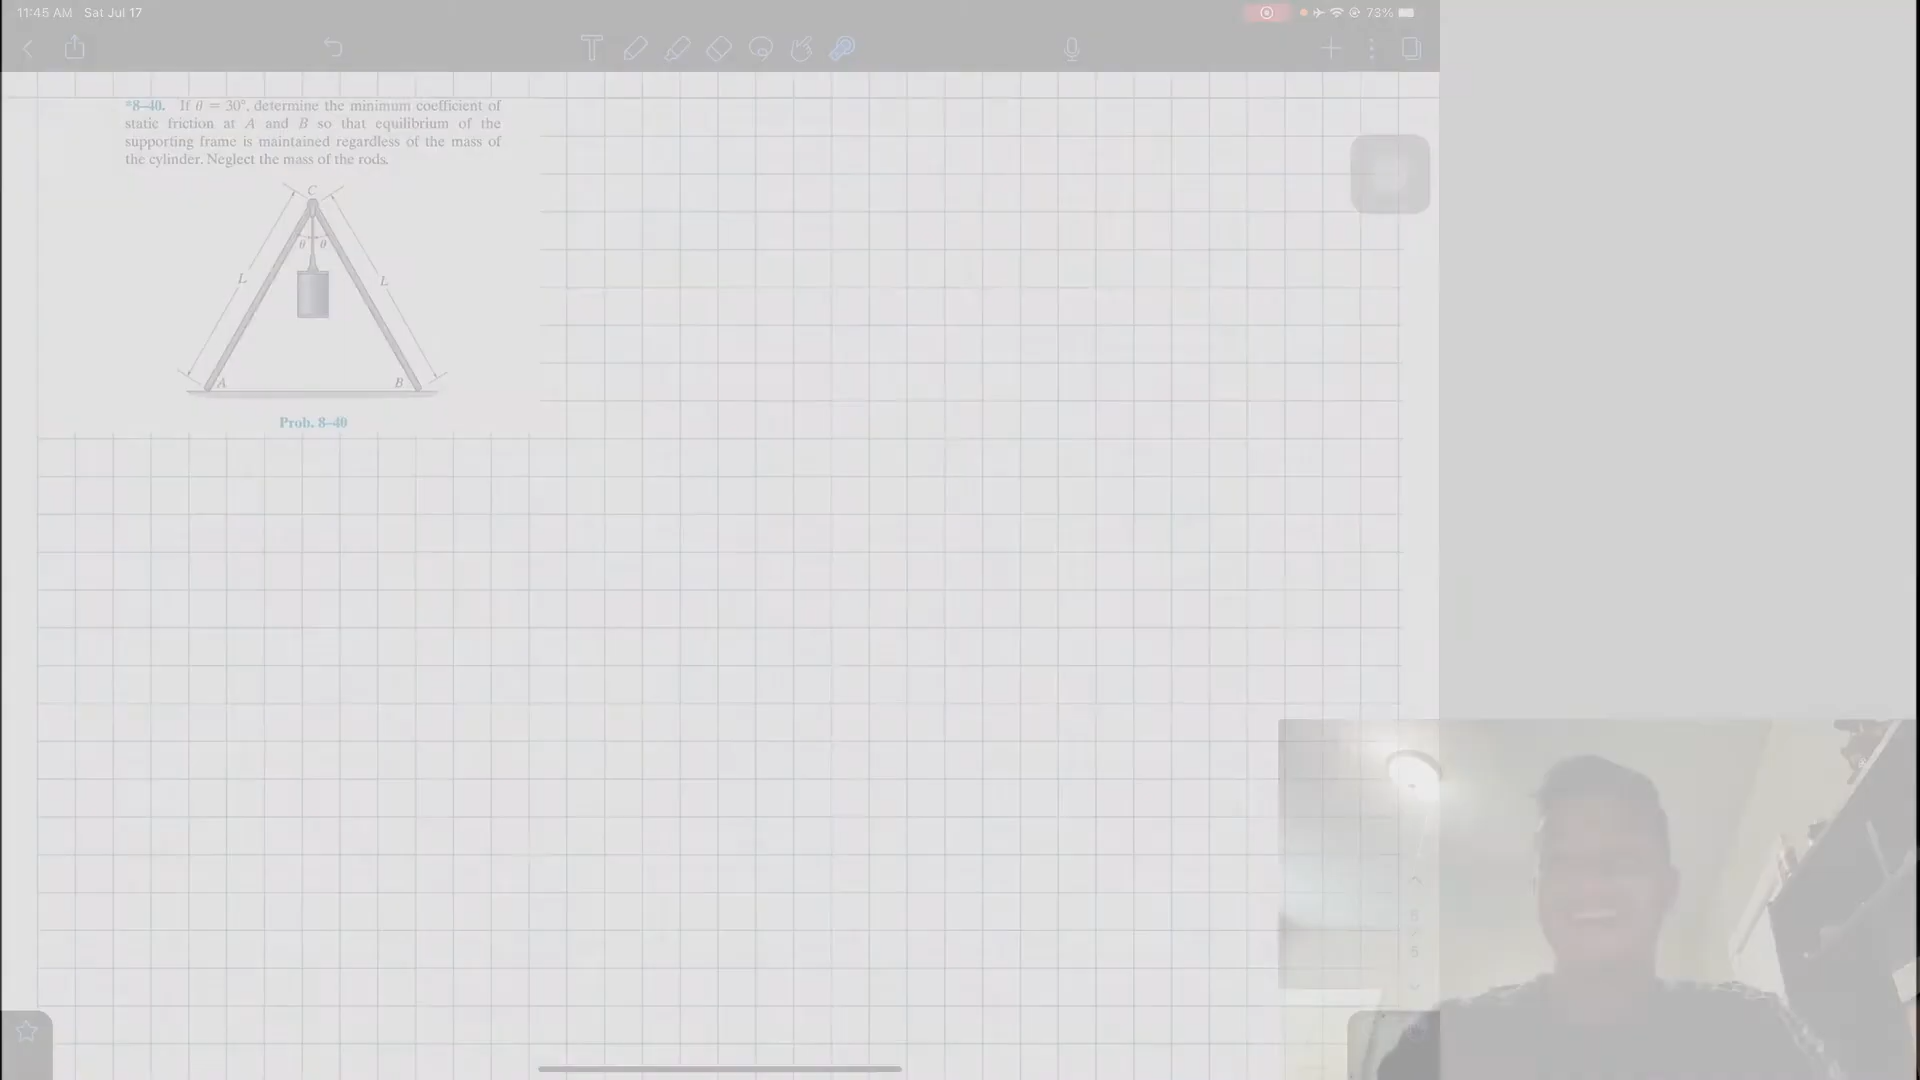 11:45 AM Sat Jul 17
73%
*8–40. If θ = 30°, determine the minimum coefficient of
static friction at A and B so that equilibrium of the
supporting frame is maintained regardless of the mass of
the cylinder. Neglect the mass of the rods.
C
θ θ
L L
A B
Prob. 8–40
6
/
5